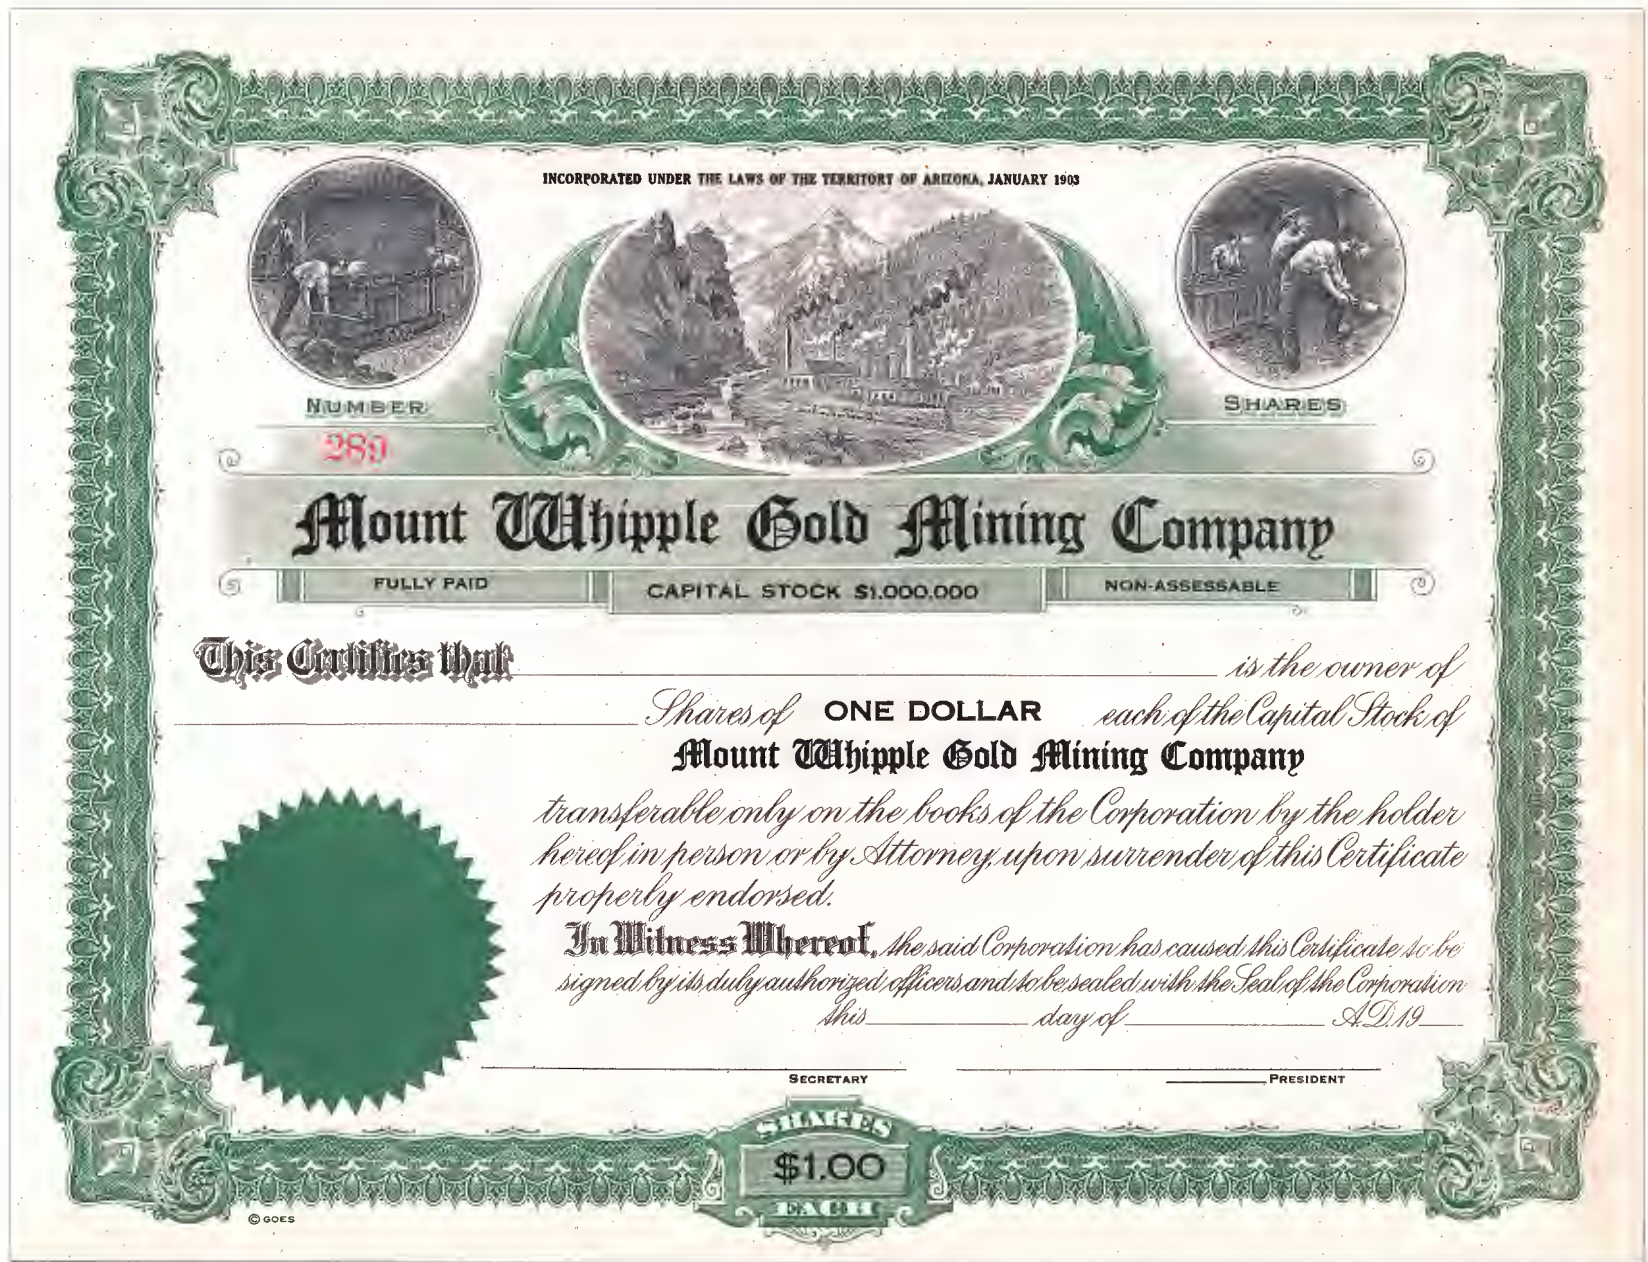 INCORPORATED UNDER THE LAWS OF THE TERRITORY OF ARIZONA, JANUARY 1903
NUMBER
SHARES
289
Mount Whipple Gold Mining Company
FULLY PAID
CAPITAL STOCK $1,000,000
NON-ASSESSABLE
This Certifies that is the owner of
Shares of ONE DOLLAR each of the Capital Stock of
Mount Whipple Gold Mining Company
transferable only on the books of the Corporation by the holder
hereof in person or by Attorney, upon surrender of this Certificate
properly endorsed.
In Witness Whereof, the said Corporation has caused this Certificate to be
signed by its duly authorized officers and to be sealed with the Seal of the Corporation
this day of A.D. 19
SECRETARY
PRESIDENT
SHARES
$1.00
EACH
© GOES